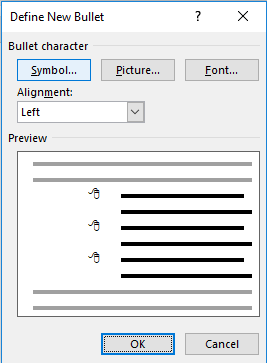 Define New Bullet ?
Bullet character
Symbol... Picture... Font...
Alignment:
Left
Preview
OK Cancel